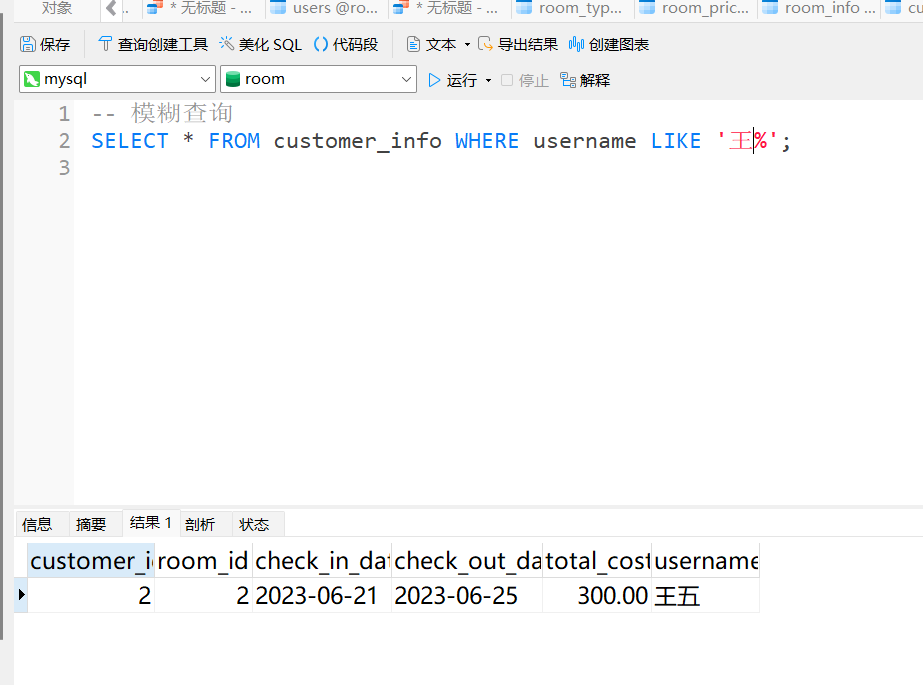 对象 * 无标题 - ... users @ro... * 无标题 - ... room_typ... room_pric... room_info ... cu
保存 查询创建工具 美化 SQL () 代码段 文本 导出结果 创建图表
mysql room 运行 停止 解释
1 -- 模糊查询
2 SELECT * FROM customer_info WHERE username LIKE '王%';
3
信息 摘要 结果 1 剖析 状态
customer_i room_id check_in_dat check_out_da total_cost username
2 2 2023-06-21 2023-06-25 300.00 王五